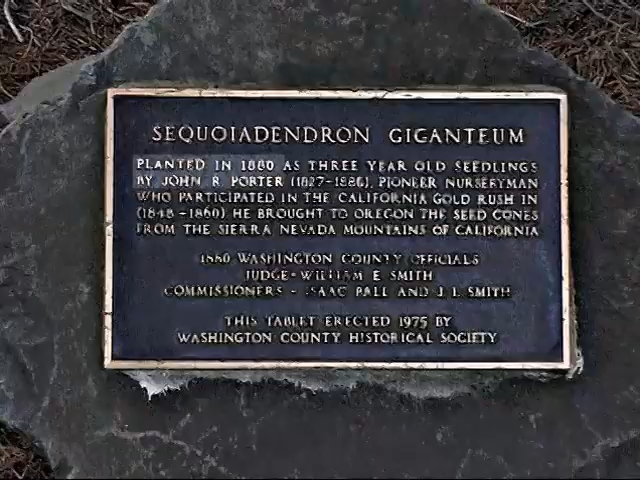 SEQUOIADENDRON GIGANTEUM
PLANTED IN 1880 AS THREE YEAR OLD SEEDLINGS
BY JOHN R. PORTER (1827-1888), PIONEER NURSERYMAN
WHO PARTICIPATED IN THE CALIFORNIA GOLD RUSH IN
(1848-1860). HE BROUGHT TO OREGON THE SEED CONES
FROM THE SIERRA NEVADA MOUNTAINS OF CALIFORNIA
1880 WASHINGTON COUNTY OFFICIALS
JUDGE - WILLIAM E. SMITH
COMMISSIONERS - ISAAC BALL AND J. I. SMITH
THIS TABLET ERECTED 1975 BY
WASHINGTON COUNTY HISTORICAL SOCIETY